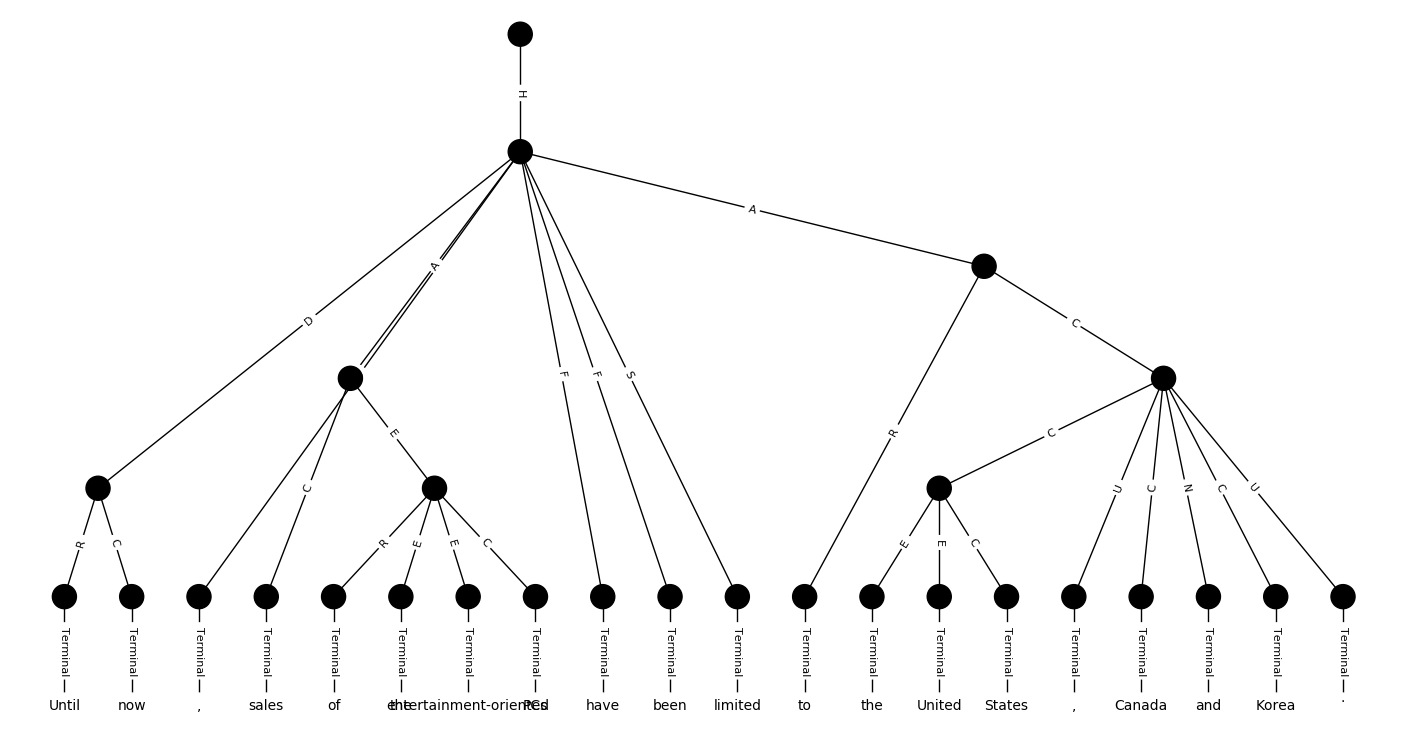 H
A
A
D
C
E
F
F
S
R
C
R
C
C
U
C
N
C
U
R
E
E
C
E
E
C
Terminal Terminal Terminal Terminal Terminal Terminal Terminal Terminal Terminal Terminal Terminal Terminal Terminal Terminal Terminal Terminal Terminal Terminal Terminal Terminal
Until now , sales of the entertainment-oriented PCs have been limited to the United States , Canada and Korea .